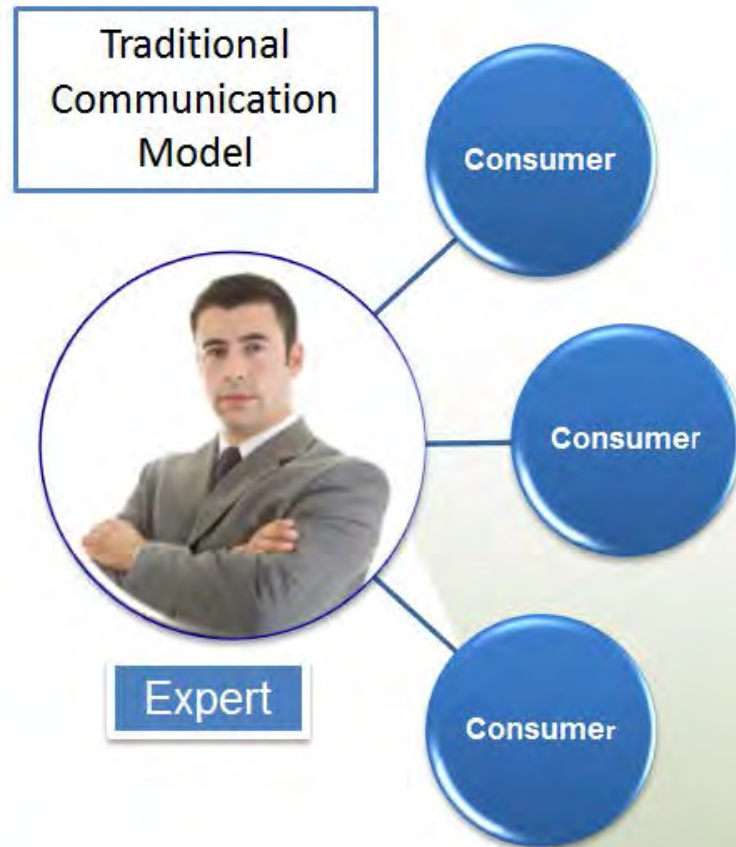 Traditional
Communication
Model
Consumer
Consumer
Expert
Consumer